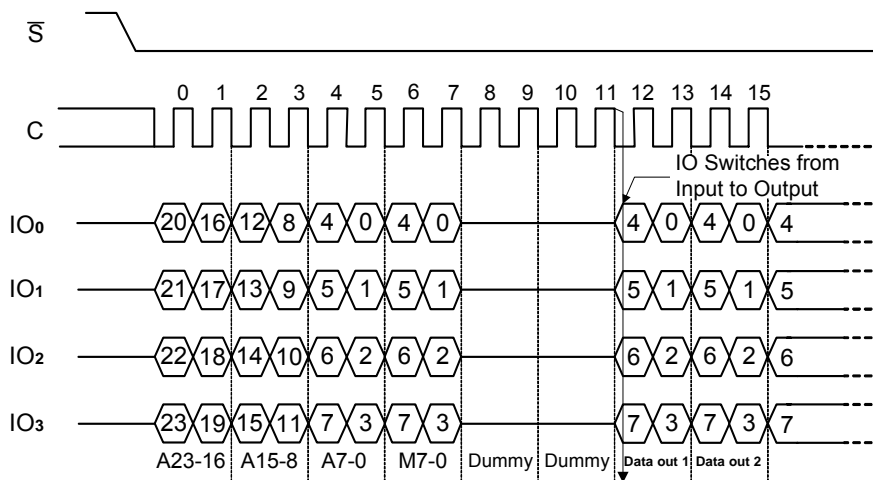 S
0 1 2 3 4 5 6 7 8 9 10 11 12 13 14 15
C
IO Switches from
Input to Output
IO0 20 16 12 8 4 0 4 0 4 0 4 0 4
IO1 21 17 13 9 5 1 5 1 5 1 5 1 5
IO2 22 18 14 10 6 2 6 2 6 2 6 2 6
IO3 23 19 15 11 7 3 7 3 7 3 7 3 7
A23-16 A15-8 A7-0 M7-0 Dummy Dummy Data out 1 Data out 2